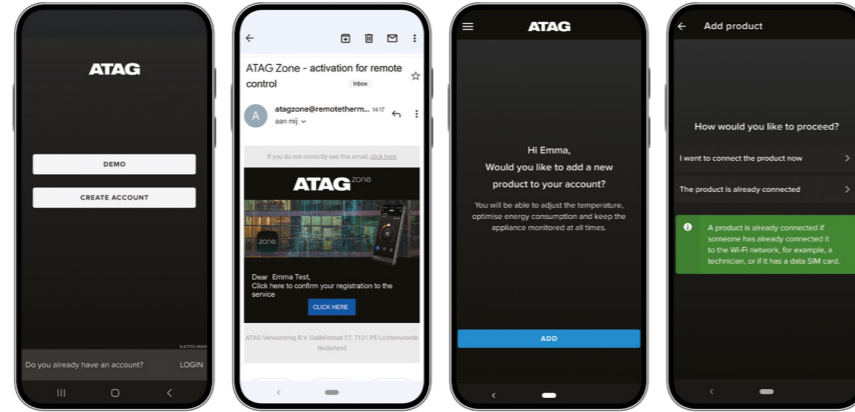 ATAG
DEMO
CREATE ACCOUNT
Do you already have an account? LOGIN
ATAG Zone - activation for remote
control Inbox
A
atagzone@remotetherm... 14:17
aan mij
If you do not correctly see this email, click here
ATAG zone
zone
Dear Emma Test,
Click here to confirm your registration to the
service
CLICK HERE
ATAG Verwarming B.V. Galileïstraat 27, 7131 PE Lichtenvoorde
Nederland
ATAG
Hi Emma,
Would you like to add a new
product to your account?
You will be able to adjust the temperature,
optimise energy consumption and keep the
appliance monitored at all times.
ADD
Add product
How would you like to proceed?
I want to connect the product now
The product is already connected
A product is already connected if
someone has already connected it
to the Wi-Fi network, for example, a
technician, or if it has a data SIM card.